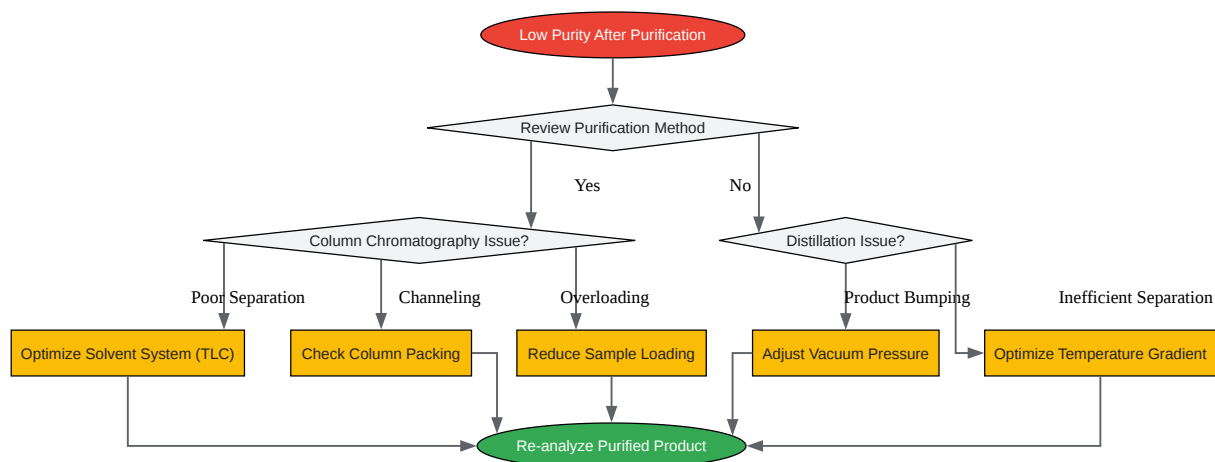 Low Purity After Purification
Review Purification Method
Yes
No
Column Chromatography Issue?
Distillation Issue?
Poor Separation
Channeling
Overloading
Product Bumping
Inefficient Separation
Optimize Solvent System (TLC)
Check Column Packing
Reduce Sample Loading
Adjust Vacuum Pressure
Optimize Temperature Gradient
Re-analyze Purified Product